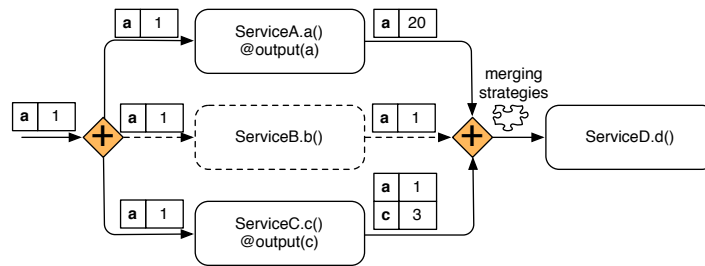 a 1
ServiceA.a()
@output(a)
a 20
merging
strategies
a 1
a 1
ServiceB.b()
a 1
ServiceD.d()
a 1
ServiceC.c()
@output(c)
a 1
c 3